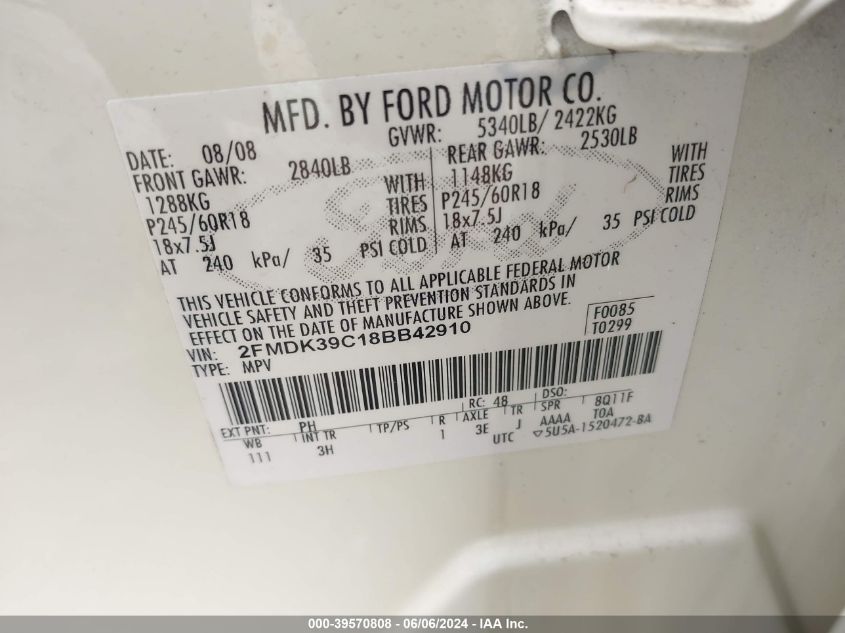 MFD. BY FORD MOTOR CO.
DATE: 08/08 GVWR: 5340LB/ 2422KG
FRONT GAWR: 2840LB REAR GAWR: 2530LB
1288KG WITH 1148KG WITH
P245/60R18 TIRES P245/60R18 TIRES
18x7.5J RIMS 18x7.5J RIMS
AT 240 kPa/ 35 PSI COLD AT 240 kPa/ 35 PSI COLD
THIS VEHICLE CONFORMS TO ALL APPLICABLE FEDERAL MOTOR
VEHICLE SAFETY AND THEFT PREVENTION STANDARDS IN
EFFECT ON THE DATE OF MANUFACTURE SHOWN ABOVE.
VIN: 2FMDK39C18BB42910 F0085
TYPE: MPV T0299
EXT PNT: PH RC: 48 DSO:
WB INT TR TP/PS R AXLE TR SPR 8Q11F
111 3H 1 3E J AAAA TOA
UTC ▽5U5A-1520472-BA
Ford
000-39570808 - 06/06/2024 - IAA Inc.